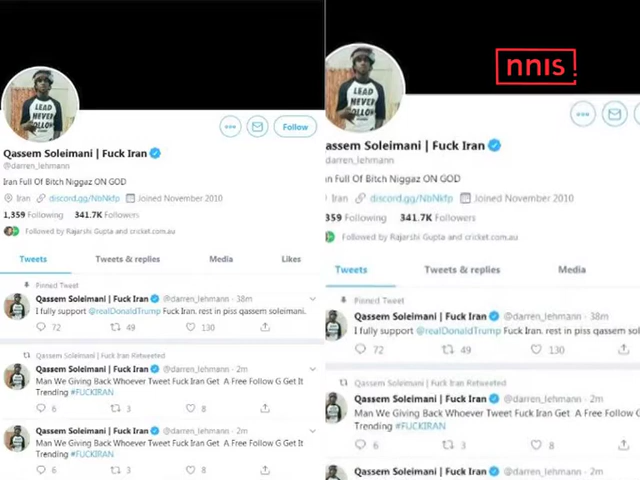 LEAD
NEVER
FOLLOW
Follow
Qassem Soleimani | Fuck Iran
@darren_lehmann
Iran Full Of Bitch Niggaz ON GOD
Iran discord.gg/NbNkfp Joined November 2010
1,359 Following 341.7K Followers
Followed by Rajarshi Gupta and cricket.com.au
Tweets Tweets & replies Media Likes
Pinned Tweet
Qassem Soleimani | Fuck Iran @darren_lehmann · 38m
I fully support @realDonaldTrump Fuck Iran. rest in piss qassem soleimani.
72 49 130
Qassem Soleimani | Fuck Iran Retweeted
Qassem Soleimani | Fuck Iran @darren_lehmann · 2m
Man We Giving Back Whoever Tweet Fuck Iran Get A Free Follow G Get It
Trending #FUCKIRAN
6 3 8
Qassem Soleimani | Fuck Iran @darren_lehmann · 2m
Man We Giving Back Whoever Tweet Fuck Iran Get A Free Follow G Get It
Trending #FUCKIRAN
6 3 8
nnis
LEAD
NEVER
OLLOW
assem Soleimani | Fuck Iran
darren_lehmann
n Full Of Bitch Niggaz ON GOD
Iran discord.gg/NbNkfp Joined November 2010
359 Following 341.7K Followers
Followed by Rajarshi Gupta and cricket.com.au
Tweets Tweets & replies Media
Pinned Tweet
Qassem Soleimani | Fuck Iran @darren_lehmann · 38m
I fully support @realDonaldTrump Fuck Iran. rest in piss qassem sol
72 49 130
Qassem Soleimani | Fuck Iran Retweeted
Qassem Soleimani | Fuck Iran @darren_lehmann · 2m
Man We Giving Back Whoever Tweet Fuck Iran Get A Free Follow G
Trending #FUCKIRAN
6 3 8
Qassem Soleimani | Fuck Iran @darren_lehmann · 2m